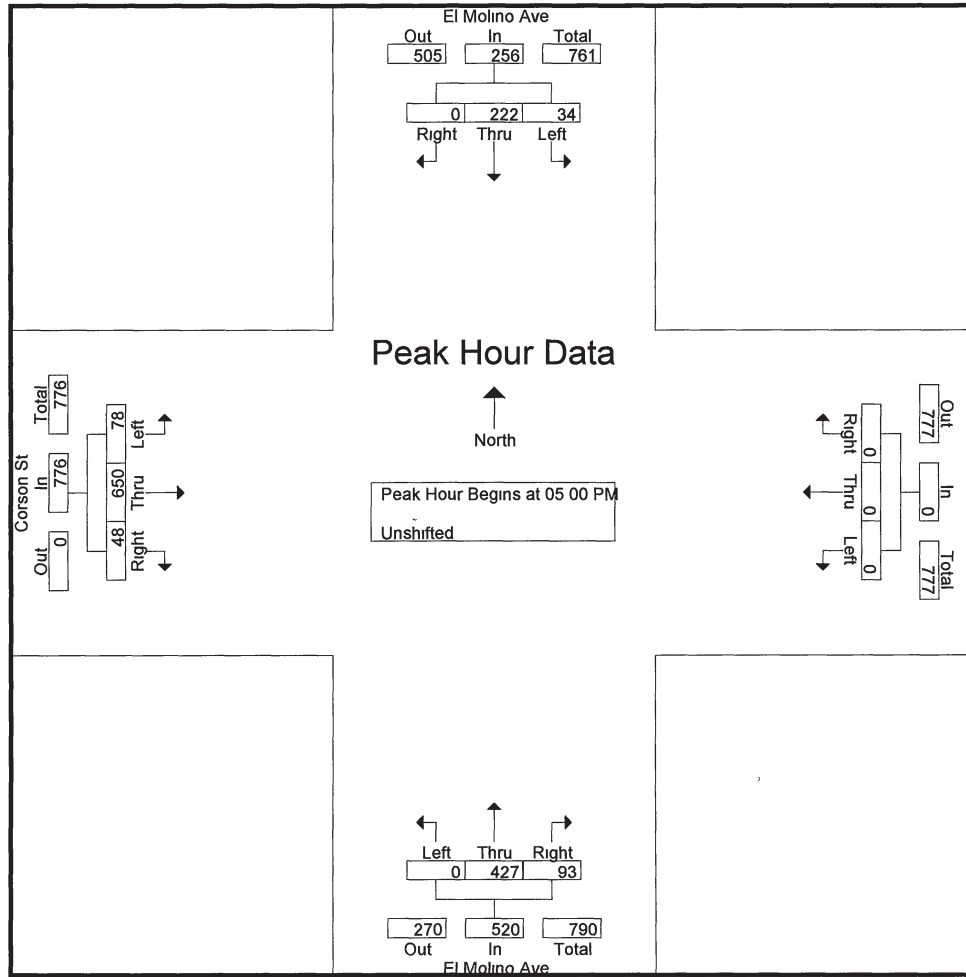 El Molino Ave
Out In Total
505 256 761
0 222 34
Right Thru Left
Peak Hour Data
North
Peak Hour Begins at 05 00 PM
Unshifted
Corson St
Total In Out
776 776 0
78 650 48
Left Thru Right
Right Thru Left
0 0 0
Out In Total
777 0 777
Left Thru Right
0 427 93
270 520 790
Out In Total
El Molino Ave